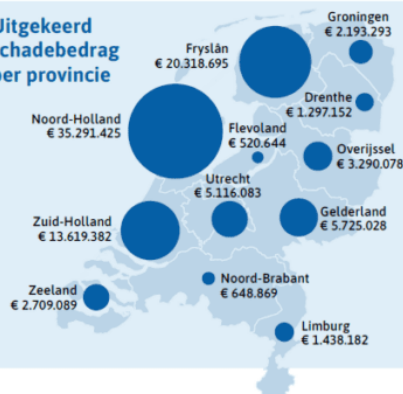 Uitgekeerd
schadebedrag
per provincie
Groningen
€ 2.193.293
Fryslân
€ 20.318.695
Drenthe
€ 1.297.152
Noord-Holland
€ 35.291.425
Flevoland
€ 520.644
Overijssel
€ 3.290.078
Utrecht
€ 5.116.083
Zuid-Holland
€ 13.619.382
Gelderland
€ 5.725.028
Zeeland
€ 2.709.089
Noord-Brabant
€ 648.869
Limburg
€ 1.438.182